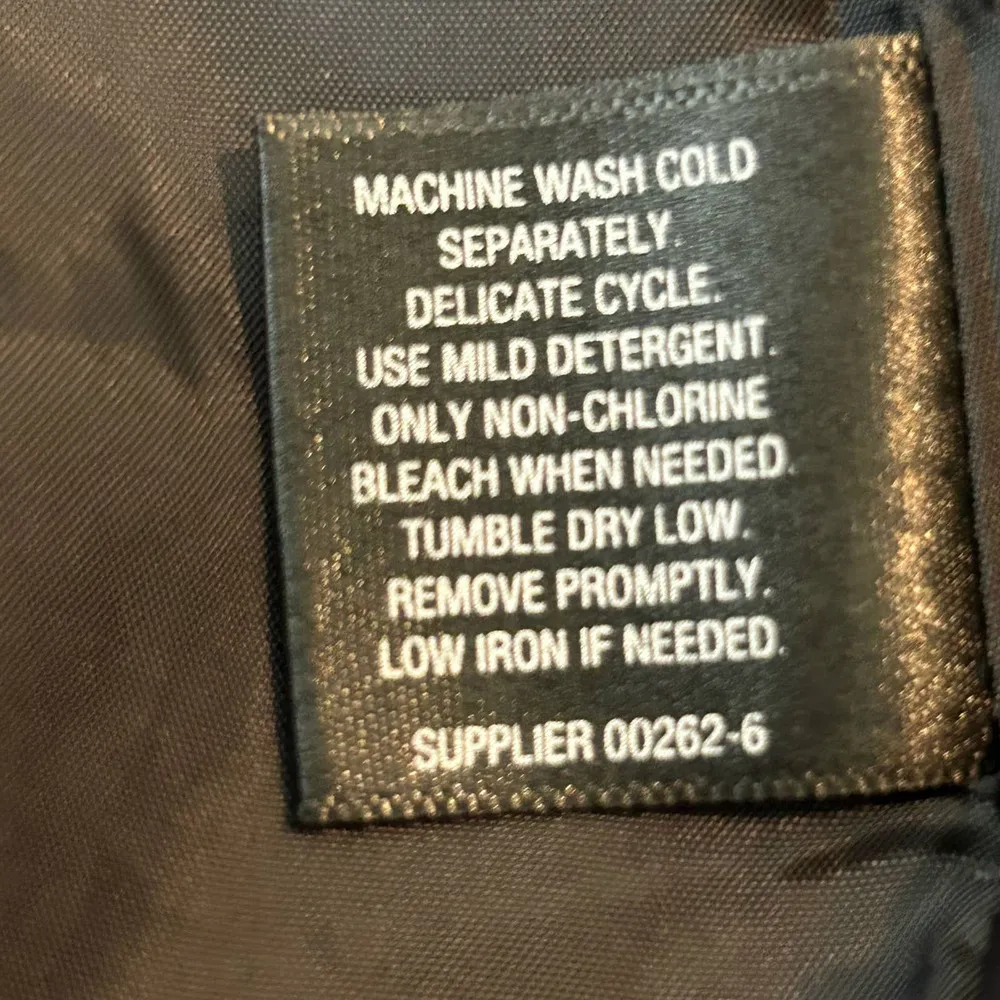 MACHINE WASH COLD
SEPARATELY.
DELICATE CYCLE.
USE MILD DETERGENT.
ONLY NON-CHLORINE
BLEACH WHEN NEEDED.
TUMBLE DRY LOW.
REMOVE PROMPTLY.
LOW IRON IF NEEDED.
SUPPLIER 00262-6